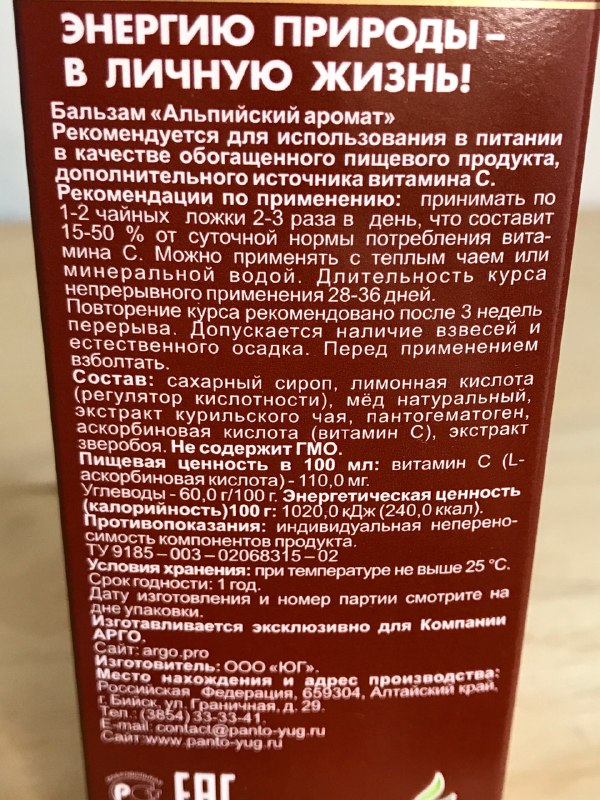 ЭНЕРГИЮ ПРИРОДЫ –
В ЛИЧНУЮ ЖИЗНЬ!
Бальзам «Альпийский аромат»
Рекомендуется для использования в питании
в качестве обогащенного пищевого продукта,
дополнительного источника витамина С.
Рекомендации по применению: принимать по
1-2 чайных ложки 2-3 раза в день, что составит
15-50 % от суточной нормы потребления вита-
мина С. Можно применять с теплым чаем или
минеральной водой. Длительность курса
непрерывного применения 28-36 дней.
Повторение курса рекомендовано после 3 недель
перерыва. Допускается наличие взвесей и
естественного осадка. Перед применением
взболтать.
Состав: сахарный сироп, лимонная кислота
(регулятор кислотности), мёд натуральный,
экстракт курильского чая, пантогематоген,
аскорбиновая кислота (витамин С), экстракт
зверобоя. Не содержит ГМО.
Пищевая ценность в 100 мл: витамин С (L-
аскорбиновая кислота) - 110,0 мг.
Углеводы - 60,0 г/100 г. Энергетическая ценность
(калорийность)100 г: 1020,0 кДж (240,0 ккал).
Противопоказания: индивидуальная неперено-
симость компонентов продукта.
ТУ 9185 – 003 – 02068315 – 02
Условия хранения: при температуре не выше 25 °С.
Срок годности: 1 год.
Дату изготовления и номер партии смотрите на
дне упаковки.
Изготавливается эксклюзивно для Компании
АРГО.
Сайт: argo.pro
Изготовитель: ООО «ЮГ».
Место нахождения и адрес производства:
Российская Федерация, 659304, Алтайский край,
г. Бийск, ул. Граничная, д. 29.
Тел.: (3854) 33-33-41.
E-mail: contact@panto-yug.ru
Сайт: www.panto-yug.ru
EAC